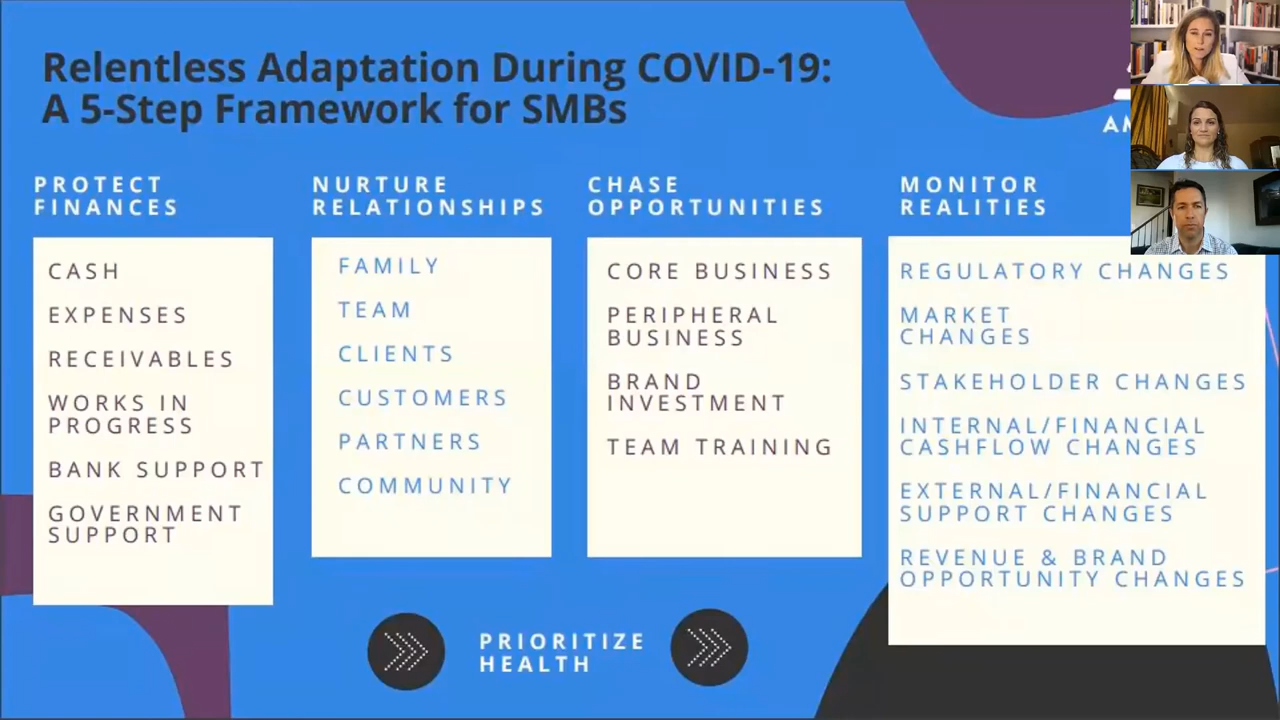 Relentless Adaptation During COVID-19:
A 5-Step Framework for SMBs
PROTECT
FINANCES
CASH
EXPENSES
RECEIVABLES
WORKS IN
PROGRESS
BANK SUPPORT
GOVERNMENT
SUPPORT
NURTURE
RELATIONSHIPS
FAMILY
TEAM
CLIENTS
CUSTOMERS
PARTNERS
COMMUNITY
CHASE
OPPORTUNITIES
CORE BUSINESS
PERIPHERAL
BUSINESS
BRAND
INVESTMENT
TEAM TRAINING
MONITOR
REALITIES
REGULATORY CHANGES
MARKET
CHANGES
STAKEHOLDER CHANGES
INTERNAL/FINANCIAL
CASHFLOW CHANGES
EXTERNAL/FINANCIAL
SUPPORT CHANGES
REVENUE & BRAND
OPPORTUNITY CHANGES
PRIORITIZE
HEALTH